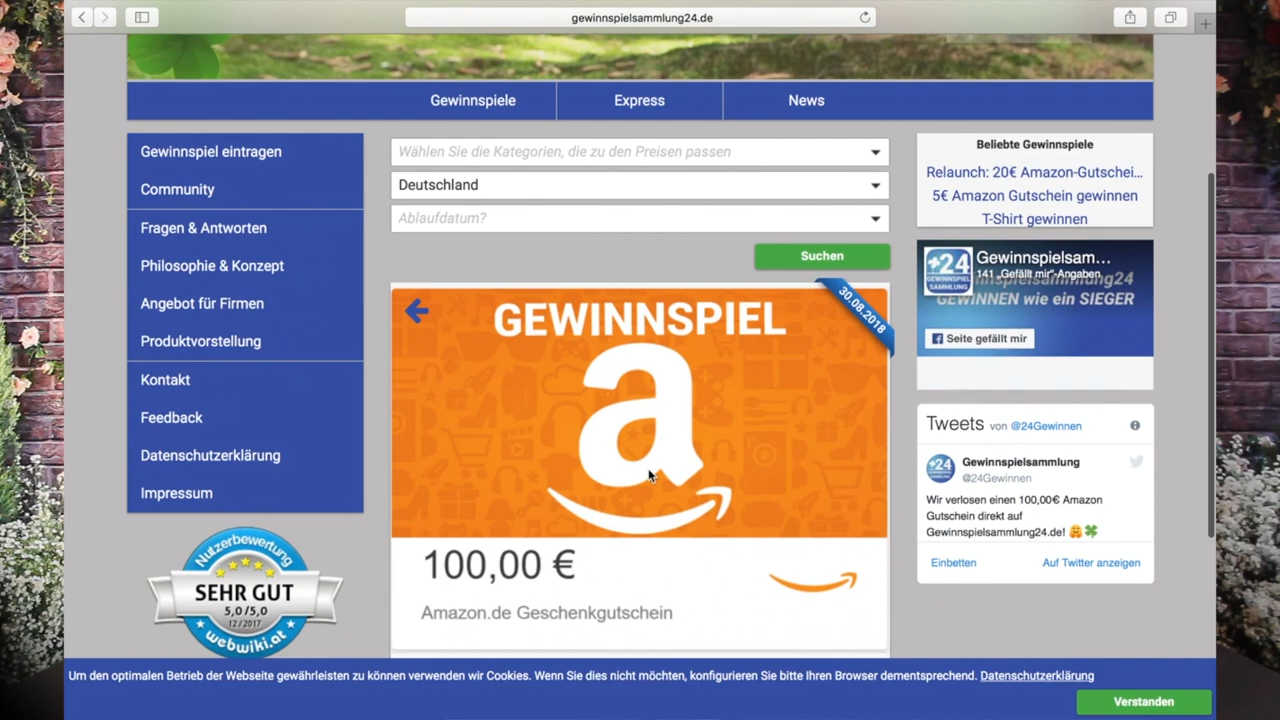 gewinnspielsammlung24.de
Gewinnspiele
Express
News
Gewinnspiel eintragen
Community
Fragen & Antworten
Philosophie & Konzept
Angebot für Firmen
Produktvorstellung
Kontakt
Feedback
Datenschutzerklärung
Impressum
Nutzerbewertung
SEHR GUT
5,0/5,0
12/2017
webwiki.at
Wählen Sie die Kategorien, die zu den Preisen passen
Deutschland
Ablaufdatum?
Suchen
30.08.2018
GEWINNSPIEL
a
100,00 €
Amazon.de Geschenkgutschein
Beliebte Gewinnspiele
Relaunch: 20€ Amazon-Gutschei...
5€ Amazon Gutschein gewinnen
T-Shirt gewinnen
+24
GEWINNSPIEL
SAMMLUNG
Gewinnspielsam...
141 „Gefällt mir"-Angaben
GEWINNEN wie ein SIEGER
Seite gefällt mir
Tweets von @24Gewinnen
+24
Gewinnspielsammlung
@24Gewinnen
Wir verlosen einen 100,00€ Amazon
Gutschein direkt auf
Gewinnspielsammlung24.de! 🤗🍀
Einbetten
Auf Twitter anzeigen
Um den optimalen Betrieb der Webseite gewährleisten zu können verwenden wir Cookies. Wenn Sie dies nicht möchten, konfigurieren Sie bitte Ihren Browser dementsprechend. Datenschutzerklärung
Verstanden